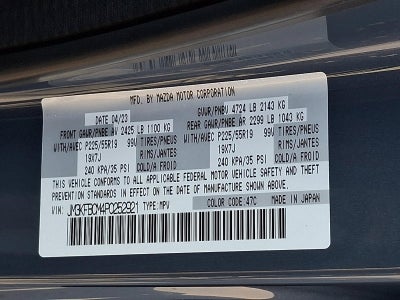 MFD. BY MAZDA MOTOR CORPORATION
DATE 04/23 GVWR/PNBV 4724 LB 2143 KG
FRONT GAWR/PNBE AV 2425 LB 1100 KG REAR GAWR/PNBE AR 2299 LB 1043 KG
WITH/AVEC P225/55R19 99V TIRES/PNEUS WITH/AVEC P225/55R19 99V TIRES/PNEUS
19X7J RIMS/JANTES 19X7J RIMS/JANTES
240 KPA/35 PSI COLD/A FROID 240 KPA/35 PSI COLD/A FROID
THIS VEHICLE CONFORMS TO ALL APPLICABLE FEDERAL MOTOR VEHICLE SAFETY AND THEFT
PREVENTION STANDARDS IN EFFECT ON THE DATE OF MANUFACTURE SHOWN ABOVE.
VIN: JM3KFBCM4P0252921 TYPE: MPV COLOR CODE: 47C MADE IN JAPAN